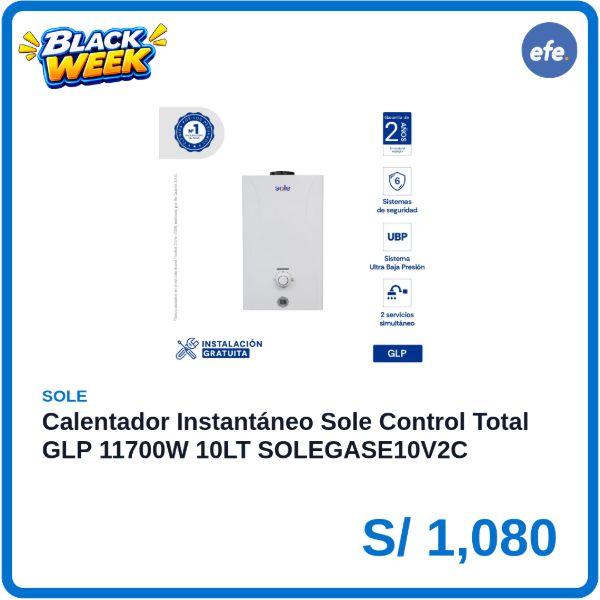 BLACK
WEEK
efe.
N°1
Garantía de
2 AÑOS
sole
6
Sistemas
de seguridad
UBP
Sistema
Ultra Baja Presión
2 servicios
simultáneo
INSTALACIÓN
GRATUITA
GLP
SOLE
Calentador Instantáneo Sole Control Total
GLP 11700W 10LT SOLEGASE10V2C
S/ 1,080